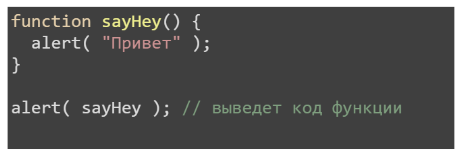 function sayHey() {
  alert( "Привет" );
}
alert( sayHey ); // выведет код функции